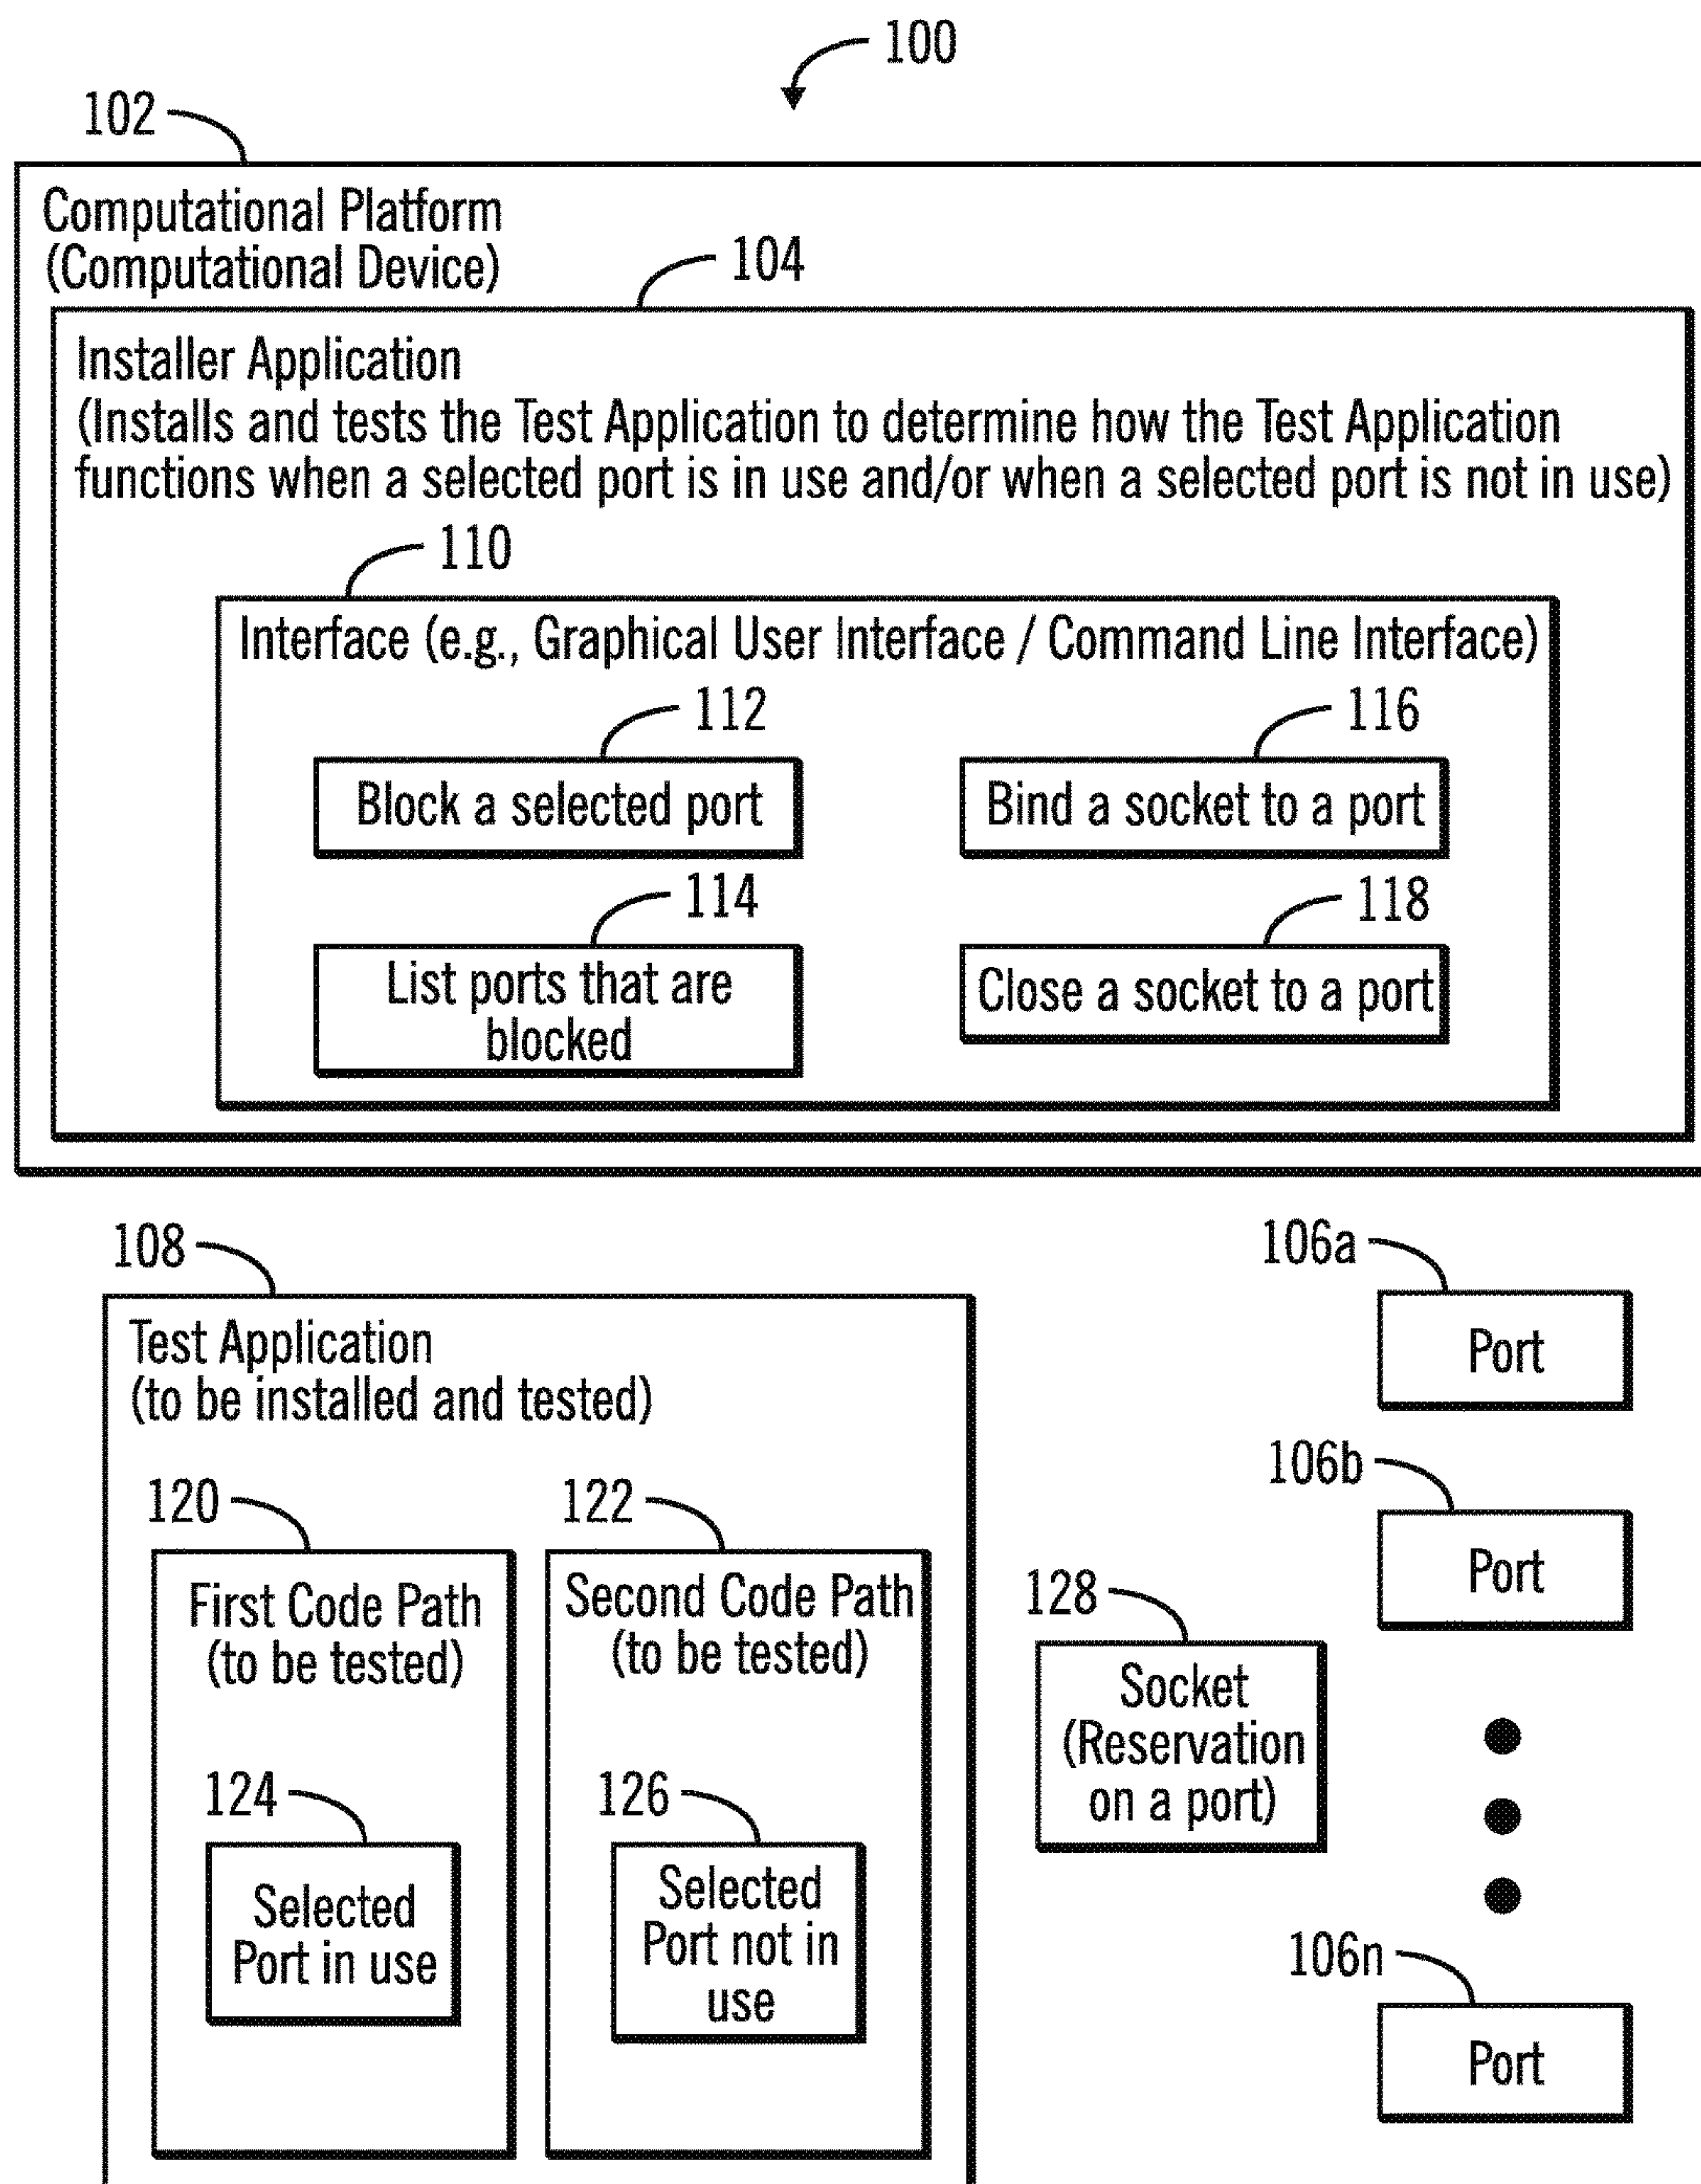 100
102
Computational Platform
(Computational Device)
104
Installer Application
(Installs and tests the Test Application to determine how the Test Application
functions when a selected port is in use and/or when a selected port is not in use)
110
Interface (e.g., Graphical User Interface / Command Line Interface)
112
116
Block a selected port
Bind a socket to a port
114
118
List ports that are
blocked
Close a socket to a port
108
Test Application
(to be installed and tested)
106a
Port
106b
Port
120
First Code Path
(to be tested)
122
Second Code Path
(to be tested)
124
Selected
Port in use
126
Selected
Port not in
use
128
Socket
(Reservation
on a port)
106n
Port